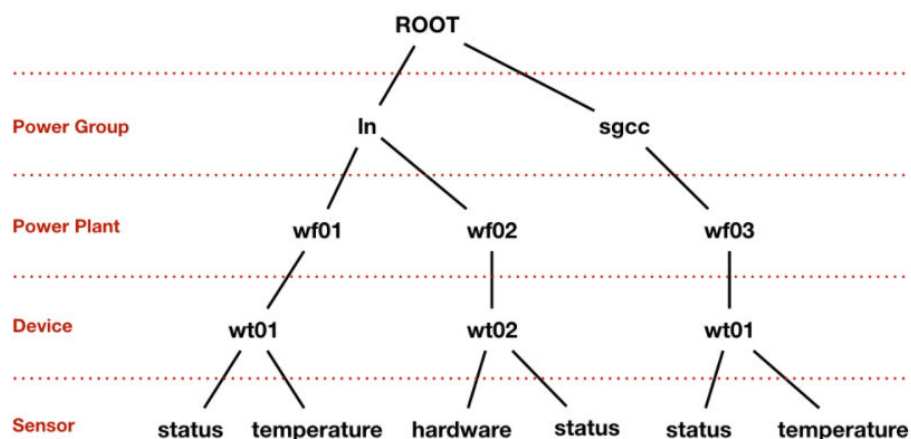 ROOT
Power Group ln sgcc
Power Plant wf01 wf02 wf03
Device wt01 wt02 wt01
Sensor status temperature hardware status status temperature